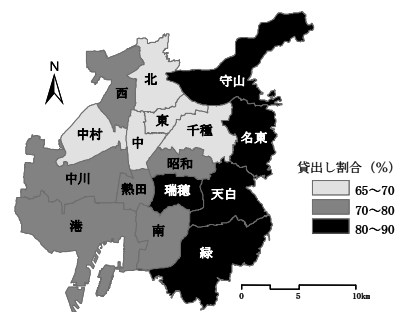 N
北
守山
西
東
千種
中村
中
名東
昭和
中川
熱田
瑞穂
天白
港
南
緑
貸出し割合（%）
65～70
70～80
80～90
0 5 10km